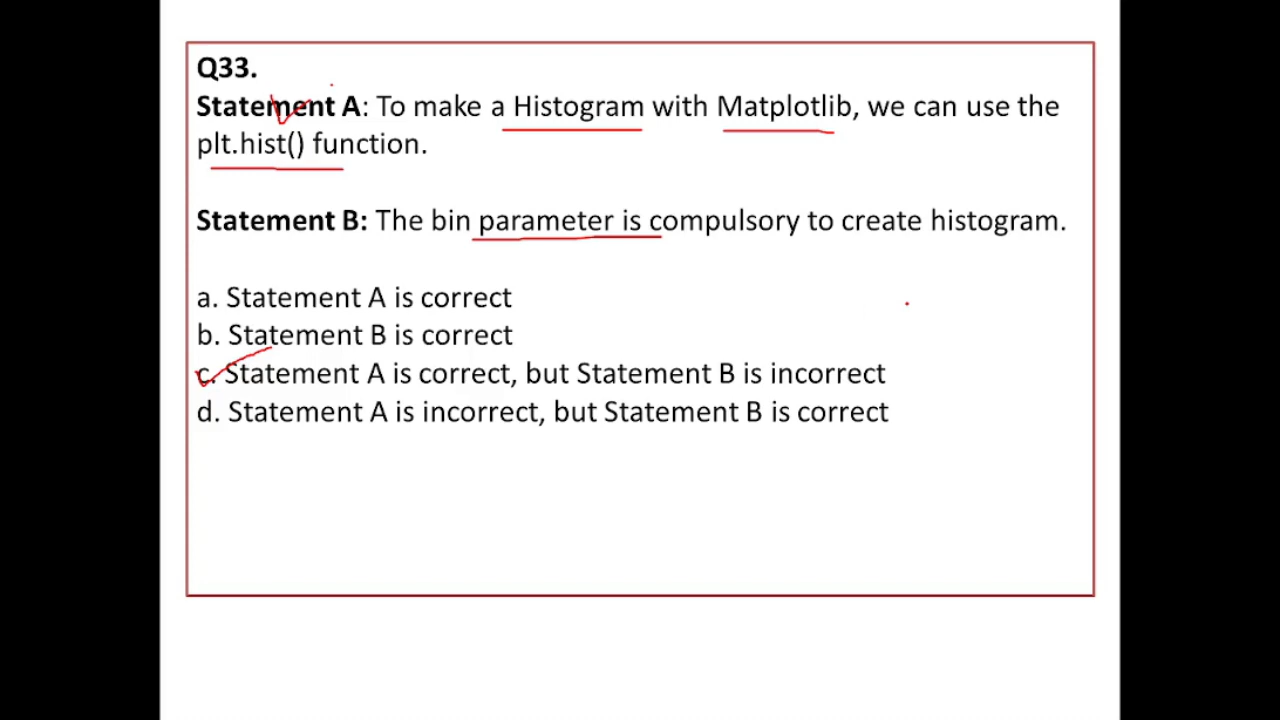 Q33.
Statement A: To make a Histogram with Matplotlib, we can use the
plt.hist() function.
Statement B: The bin parameter is compulsory to create histogram.
a. Statement A is correct
b. Statement B is correct
c. Statement A is correct, but Statement B is incorrect
d. Statement A is incorrect, but Statement B is correct